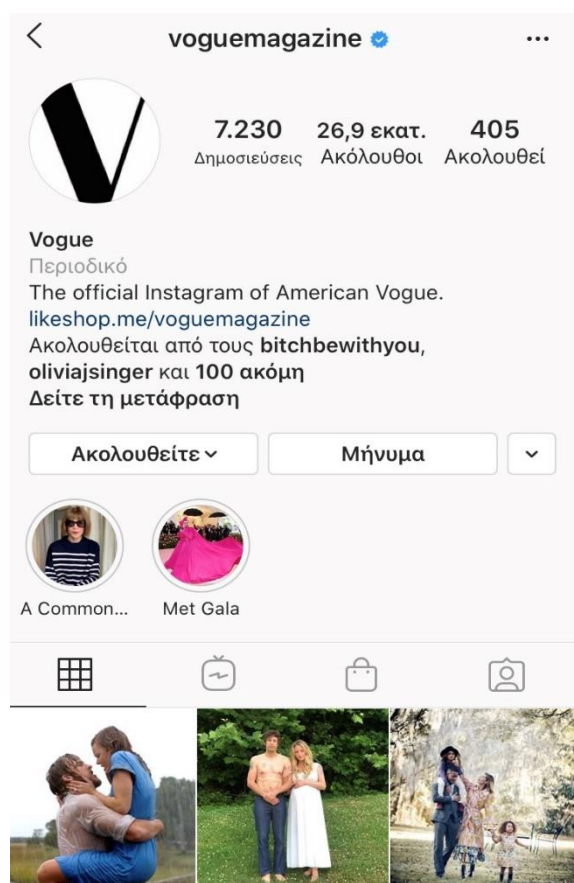 voguemagazine
7.230 26,9 εκατ. 405
Δημοσιεύσεις Ακόλουθοι Ακολουθεί
Vogue
Περιοδικό
The official Instagram of American Vogue.
likeshop.me/voguemagazine
Ακολουθείται από τους bitchbewithyou,
oliviajsinger και 100 ακόμη
Δείτε τη μετάφραση
Ακολουθείτε Μήνυμα
A Common... Met Gala